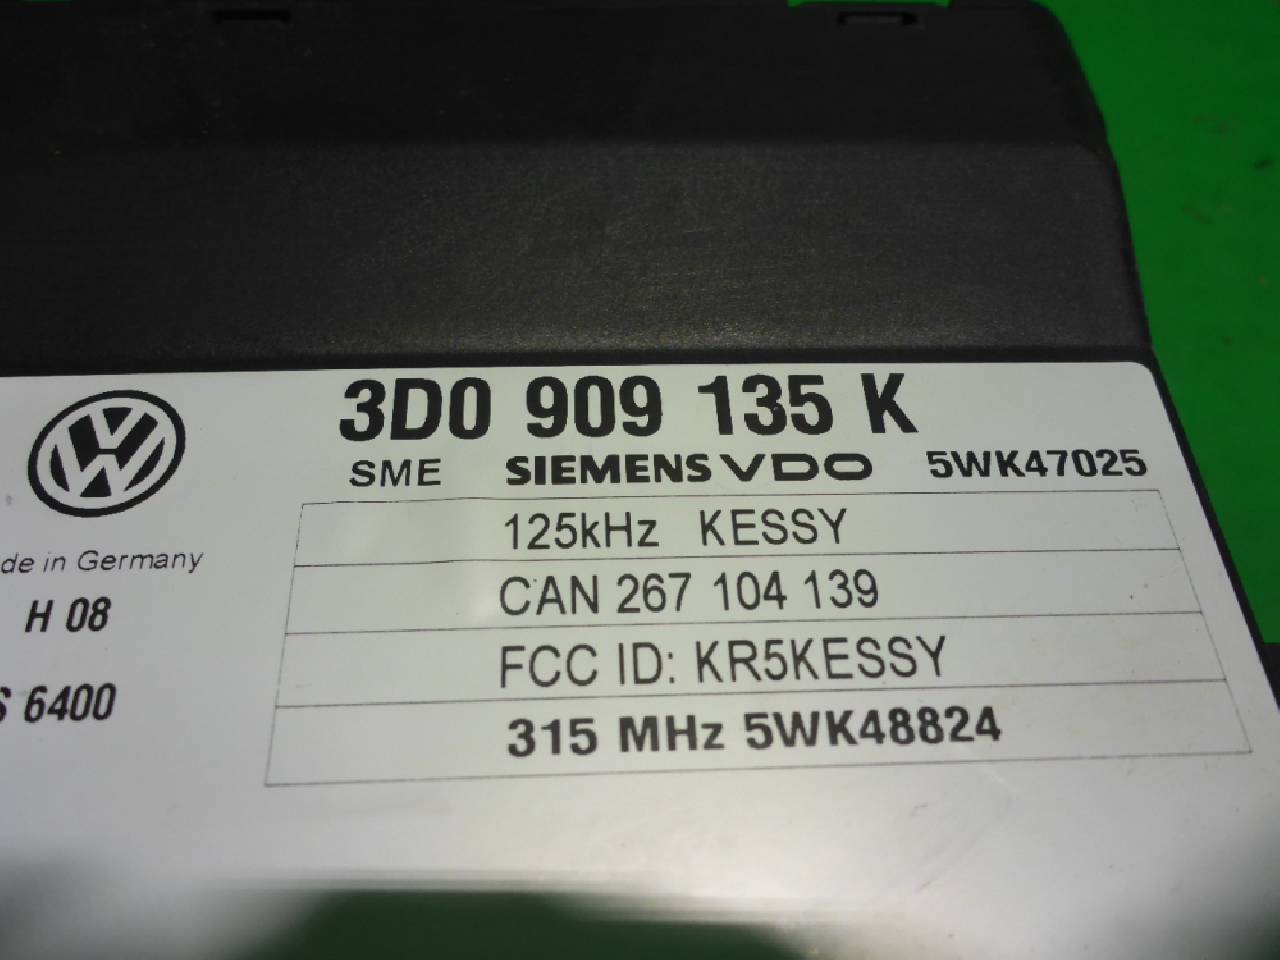 3D0 909 135 K
SME SIEMENS VDO 5WK47025
125kHz KESSY
CAN 267 104 139
FCC ID: KR5KESSY
315 MHz 5WK48824
de in Germany
H 08
S 6400